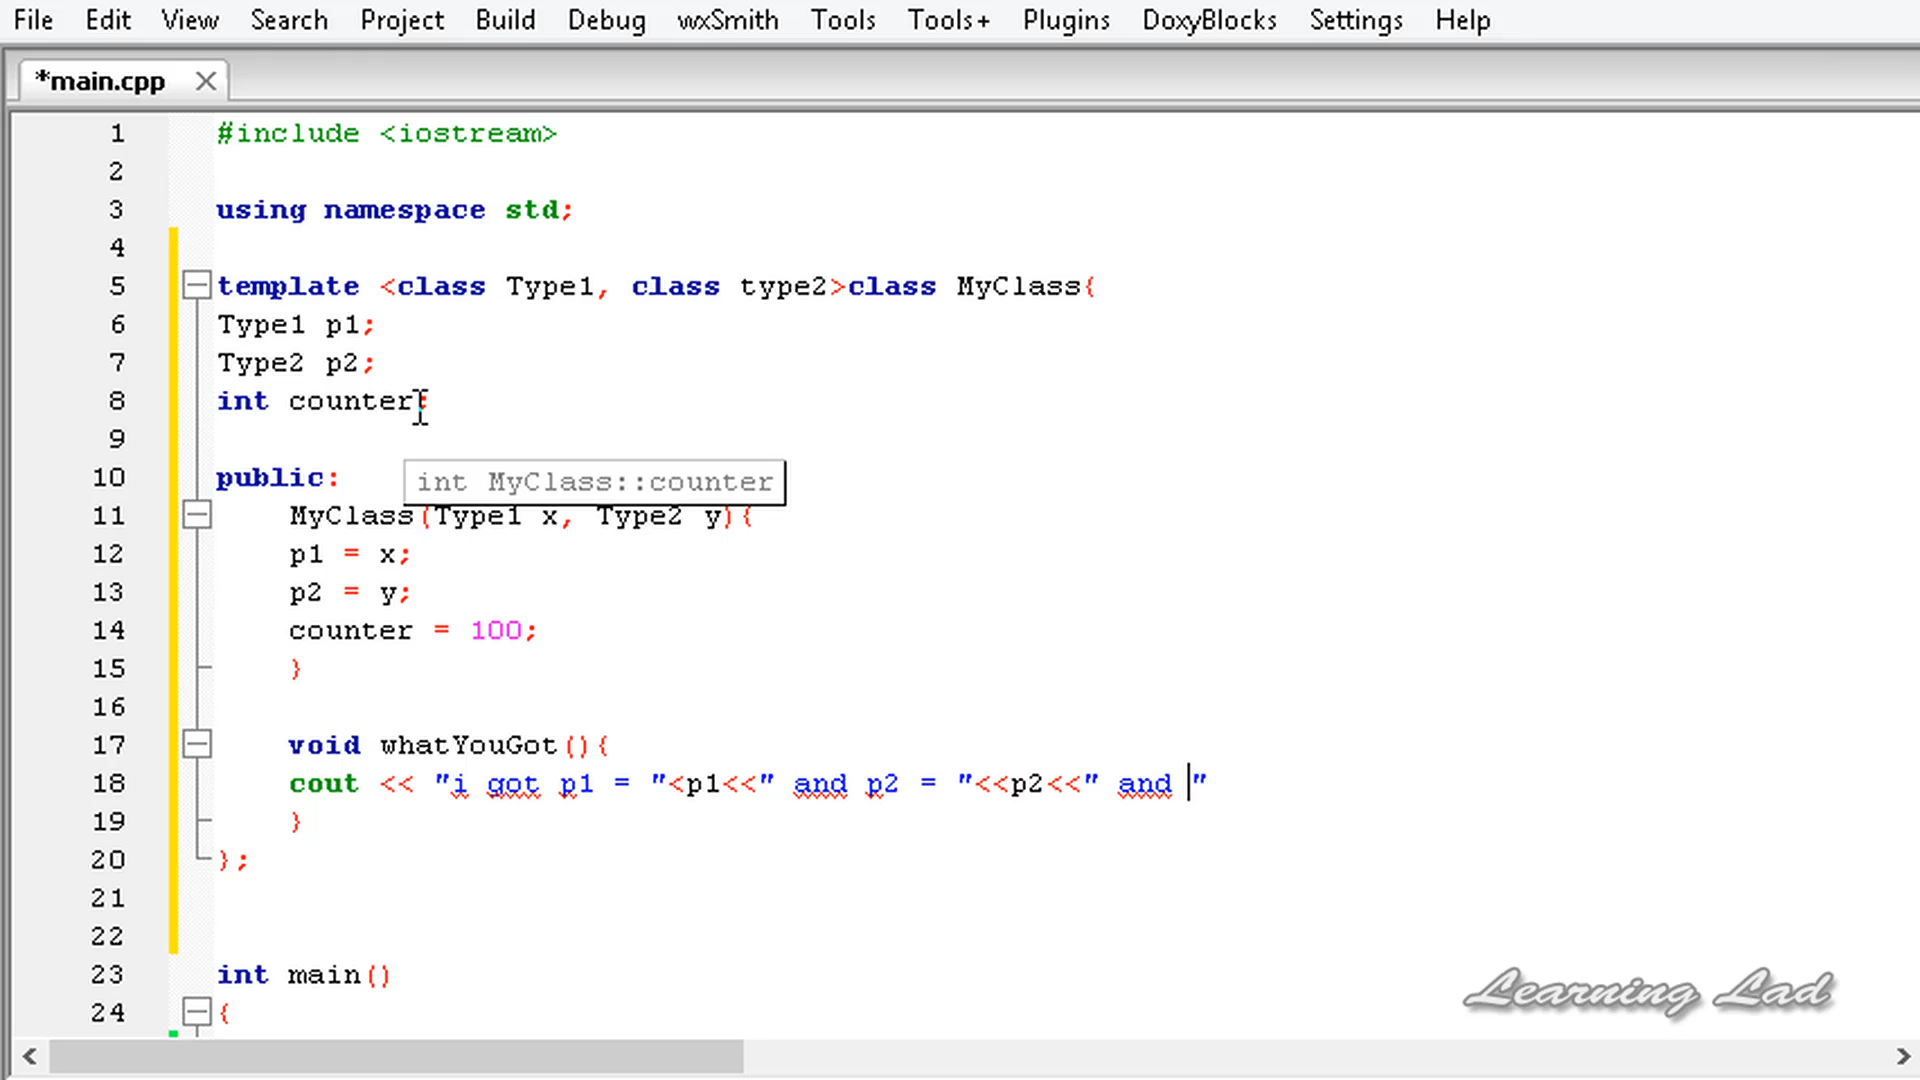 File Edit View Search Project Build Debug wxSmith Tools Tools+ Plugins DoxyBlocks Settings Help
*main.cpp
1 #include <iostream>
2
3 using namespace std;
4
5 template <class Type1, class type2>class MyClass{
6 Type1 p1;
7 Type2 p2;
8 int counter;
9
10 public:
int MyClass::counter
11 MyClass(Type1 x, Type2 y){
12 p1 = x;
13 p2 = y;
14 counter = 100;
15 }
16
17 void whatYouGot(){
18 cout << "i got p1 = "<p1<<" and p2 = "<<p2<<" and "
19 }
20 };
21
22
23 int main()
24 {
Learning Lad